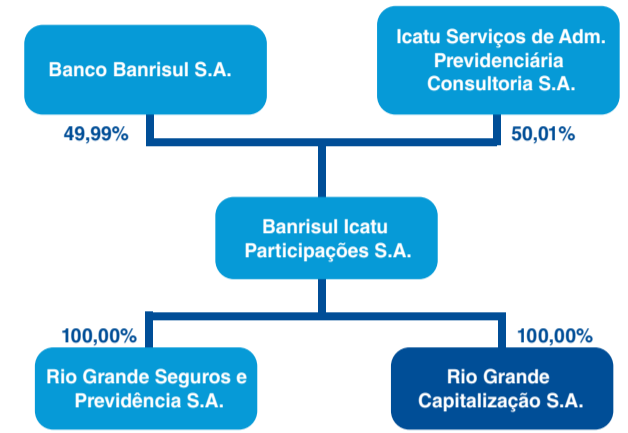 Banco Banrisul S.A.
Icatu Serviços de Adm.
Previdenciária
Consultoria S.A.
49,99%
50,01%
Banrisul Icatu
Participações S.A.
100,00%
100,00%
Rio Grande Seguros e
Previdência S.A.
Rio Grande
Capitalização S.A.